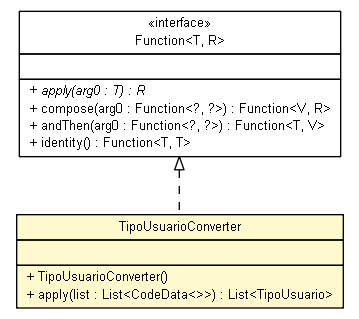 «interface»
Function<T, R>
+ apply(arg0 : T) : R
+ compose(arg0 : Function<?, ?>) : Function<V, R>
+ andThen(arg0 : Function<?, ?>) : Function<T, V>
+ identity() : Function<T, T>
TipoUsuarioConverter
+ TipoUsuarioConverter()
+ apply(list : List<CodeData<>>) : List<TipoUsuario>